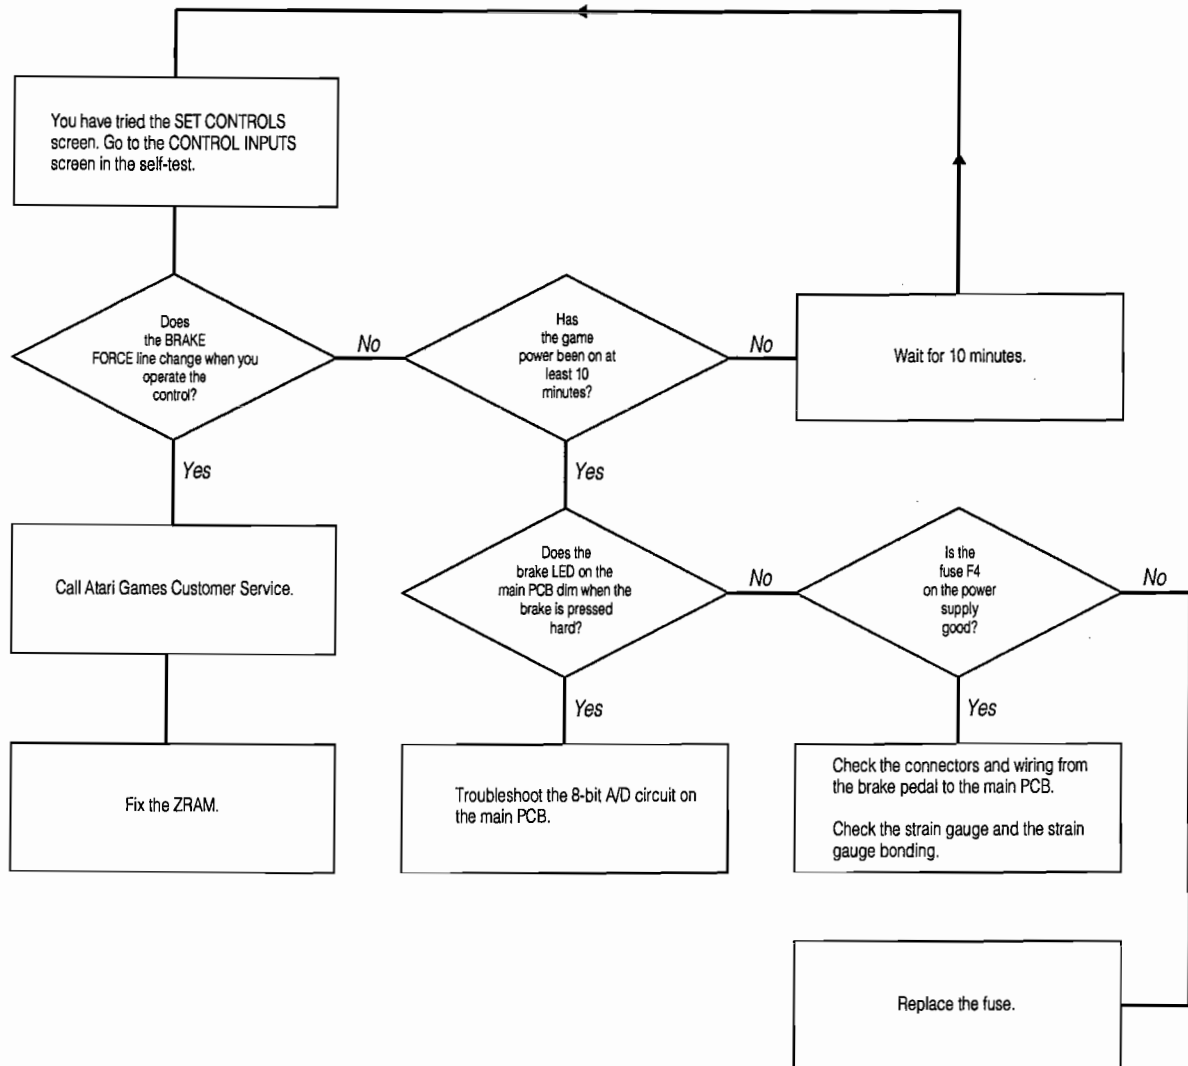 You have tried the SET CONTROLS
screen. Go to the CONTROL INPUTS
screen in the self-test.
Does
the BRAKE
FORCE line change when you
operate the
control?
No
Has
the game
power been on at
least 10
minutes?
No
Wait for 10 minutes.
Yes
Yes
Call Atari Games Customer Service.
Does the
brake LED on the
main PCB dim when the
brake is pressed
hard?
No
Is the
fuse F4
on the power
supply
good?
No
Yes
Yes
Fix the ZRAM.
Troubleshoot the 8-bit A/D circuit on
the main PCB.
Check the connectors and wiring from
the brake pedal to the main PCB.
Check the strain gauge and the strain
gauge bonding.
Replace the fuse.